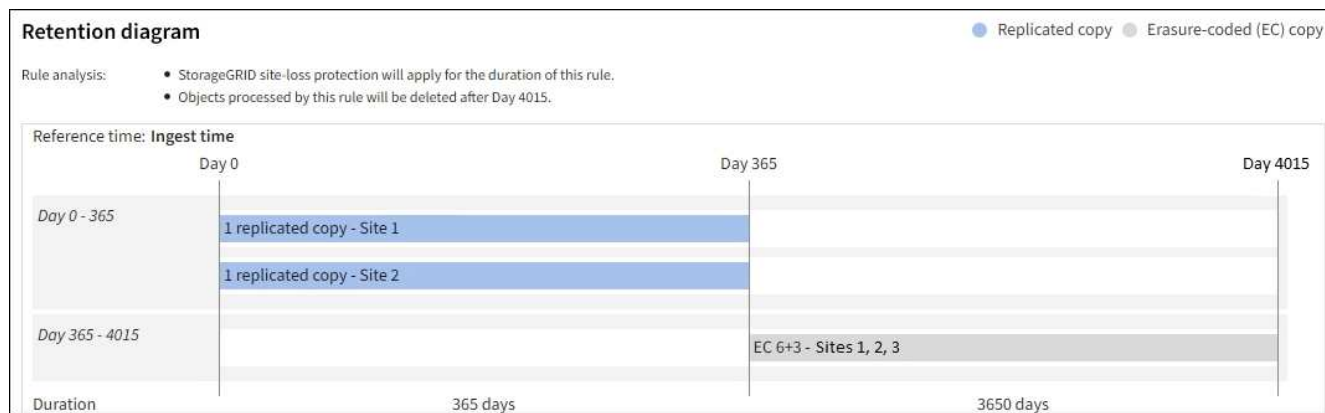 Retention diagram
Replicated copy Erasure-coded (EC) copy
Rule analysis:
• StorageGRID site-loss protection will apply for the duration of this rule.
• Objects processed by this rule will be deleted after Day 4015.
Reference time: Ingest time
Day 0 Day 365 Day 4015
Day 0 - 365
1 replicated copy - Site 1
1 replicated copy - Site 2
Day 365 - 4015
EC 6+3 - Sites 1, 2, 3
Duration 365 days 3650 days